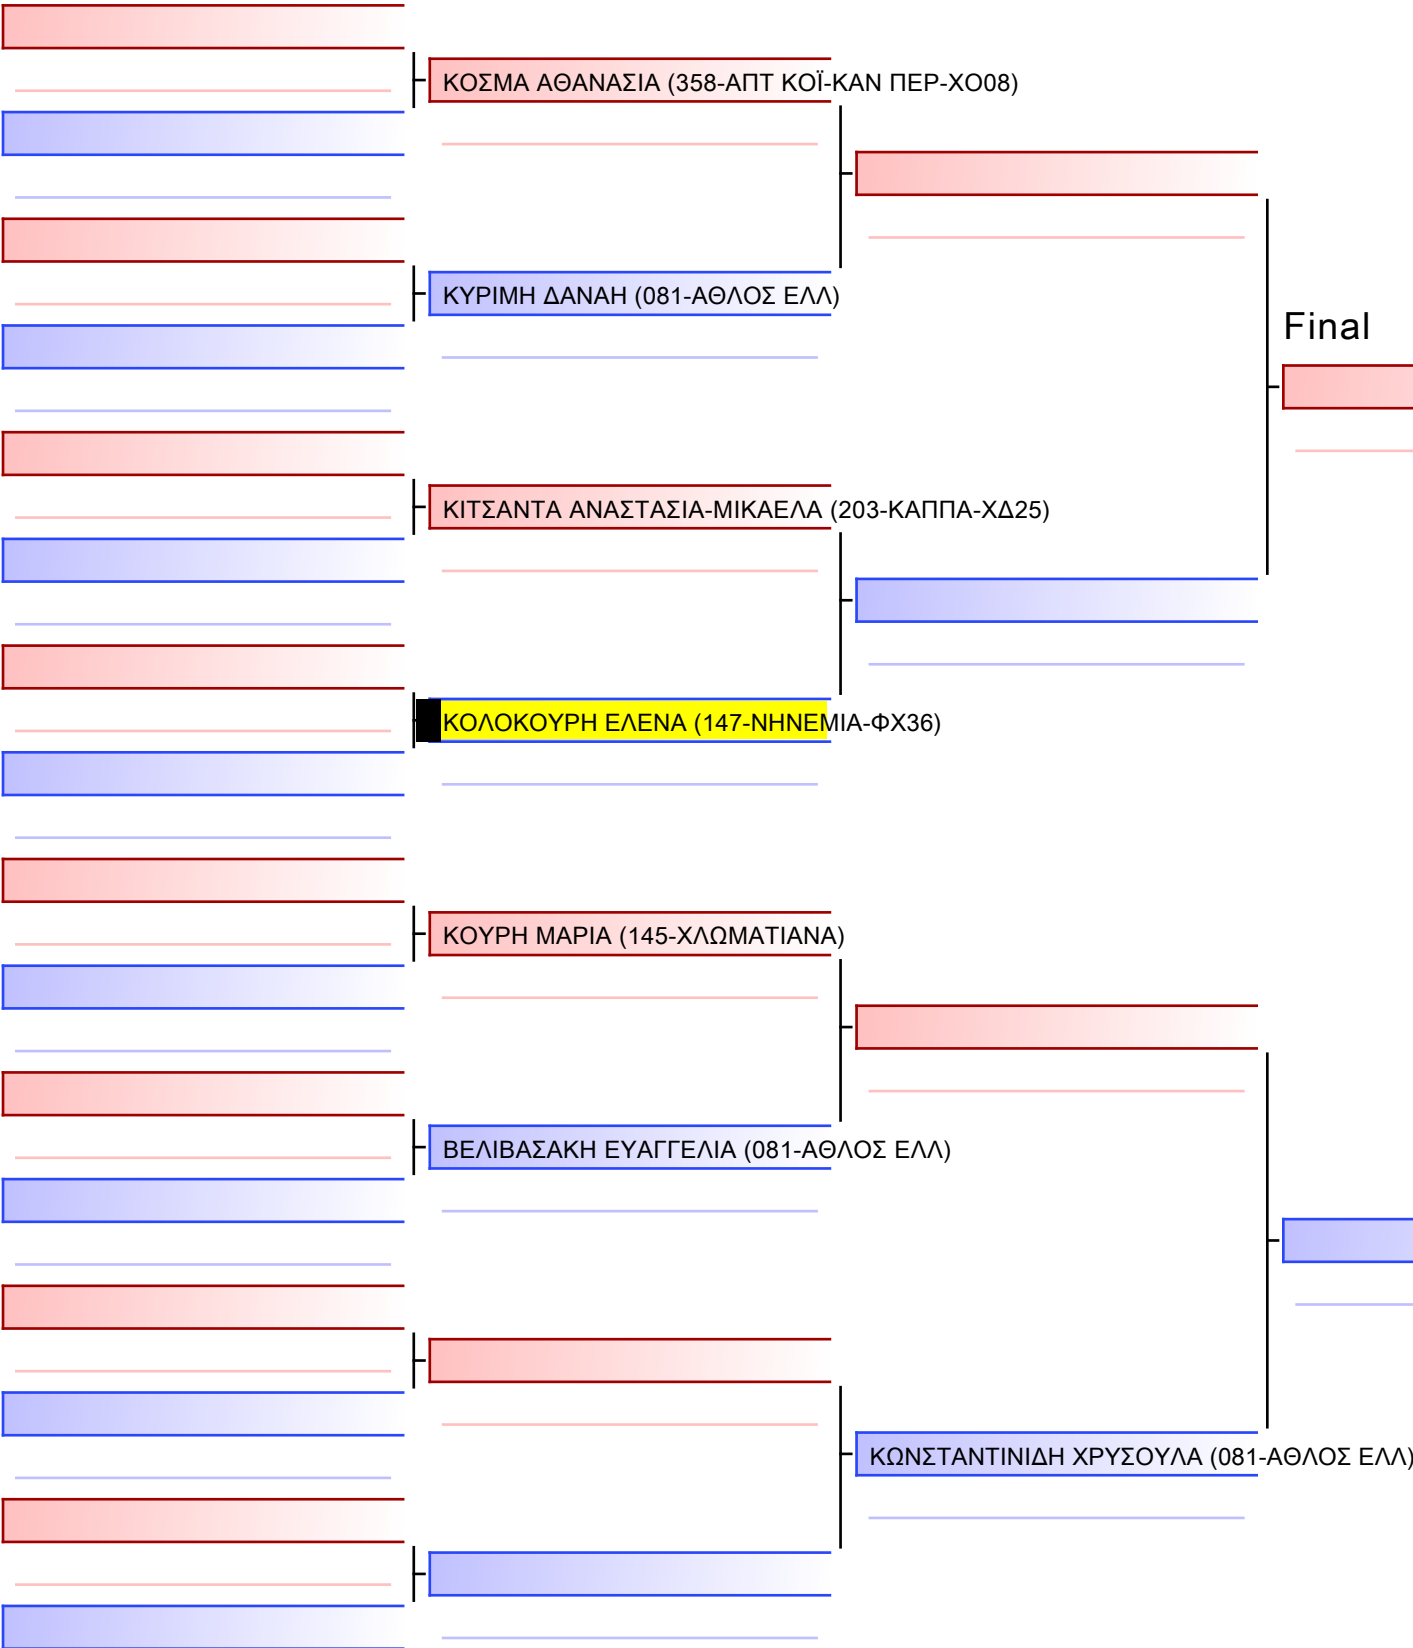 ΚΟΣΜΑ ΑΘΑΝΑΣΙΑ (358-ΑΠΤ ΚΟΪ-ΚΑΝ ΠΕΡ-ΧΟ08)
ΚΥΡΙΜΗ ΔΑΝΑΗ (081-ΑΘΛΟΣ ΕΛΛ)
Final
ΚΙΤΣΑΝΤΑ ΑΝΑΣΤΑΣΙΑ-ΜΙΚΑΕΛΑ (203-ΚΑΠΠΑ-ΧΔ25)
ΚΟΛΟΚΟΥΡΗ ΕΛΕΝΑ (147-ΝΗΝΕΜΙΑ-ΦΧ36)
ΚΟΥΡΗ ΜΑΡΙΑ (145-ΧΛΩΜΑΤΙΑΝΑ)
ΒΕΛΙΒΑΣΑΚΗ ΕΥΑΓΓΕΛΙΑ (081-ΑΘΛΟΣ ΕΛΛ)
ΚΩΝΣΤΑΝΤΙΝΙΔΗ ΧΡΥΣΟΥΛΑ (081-ΑΘΛΟΣ ΕΛΛ)